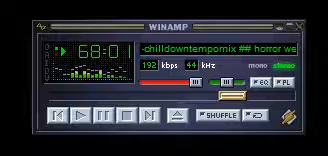 WINAMP
68:01
-chilldowntempomix ## horror we
192 kbps 44 kHz mono stereo
EQ PL
SHUFFLE